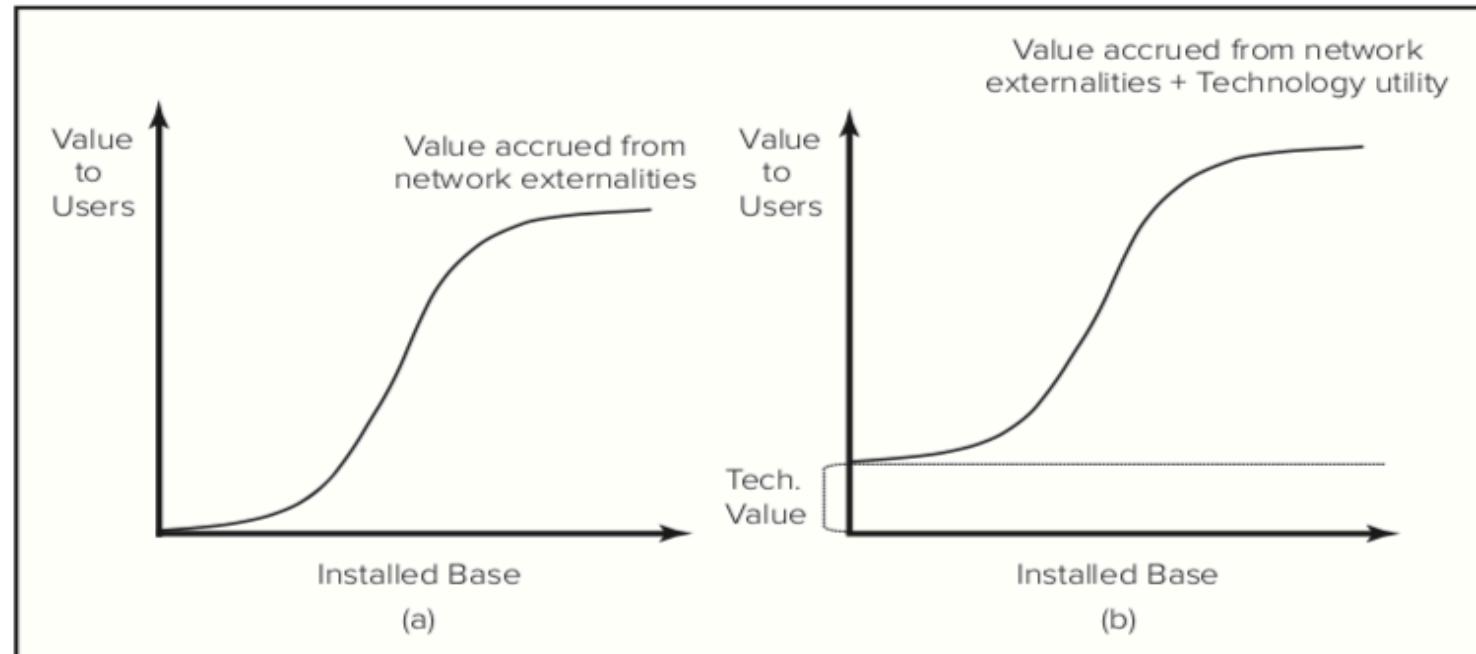 Value
to
Users
Value accrued from
network externalities
Installed Base
(a)
Value accrued from network
externalities + Technology utility
Value
to
Users
Tech.
Value
Installed Base
(b)